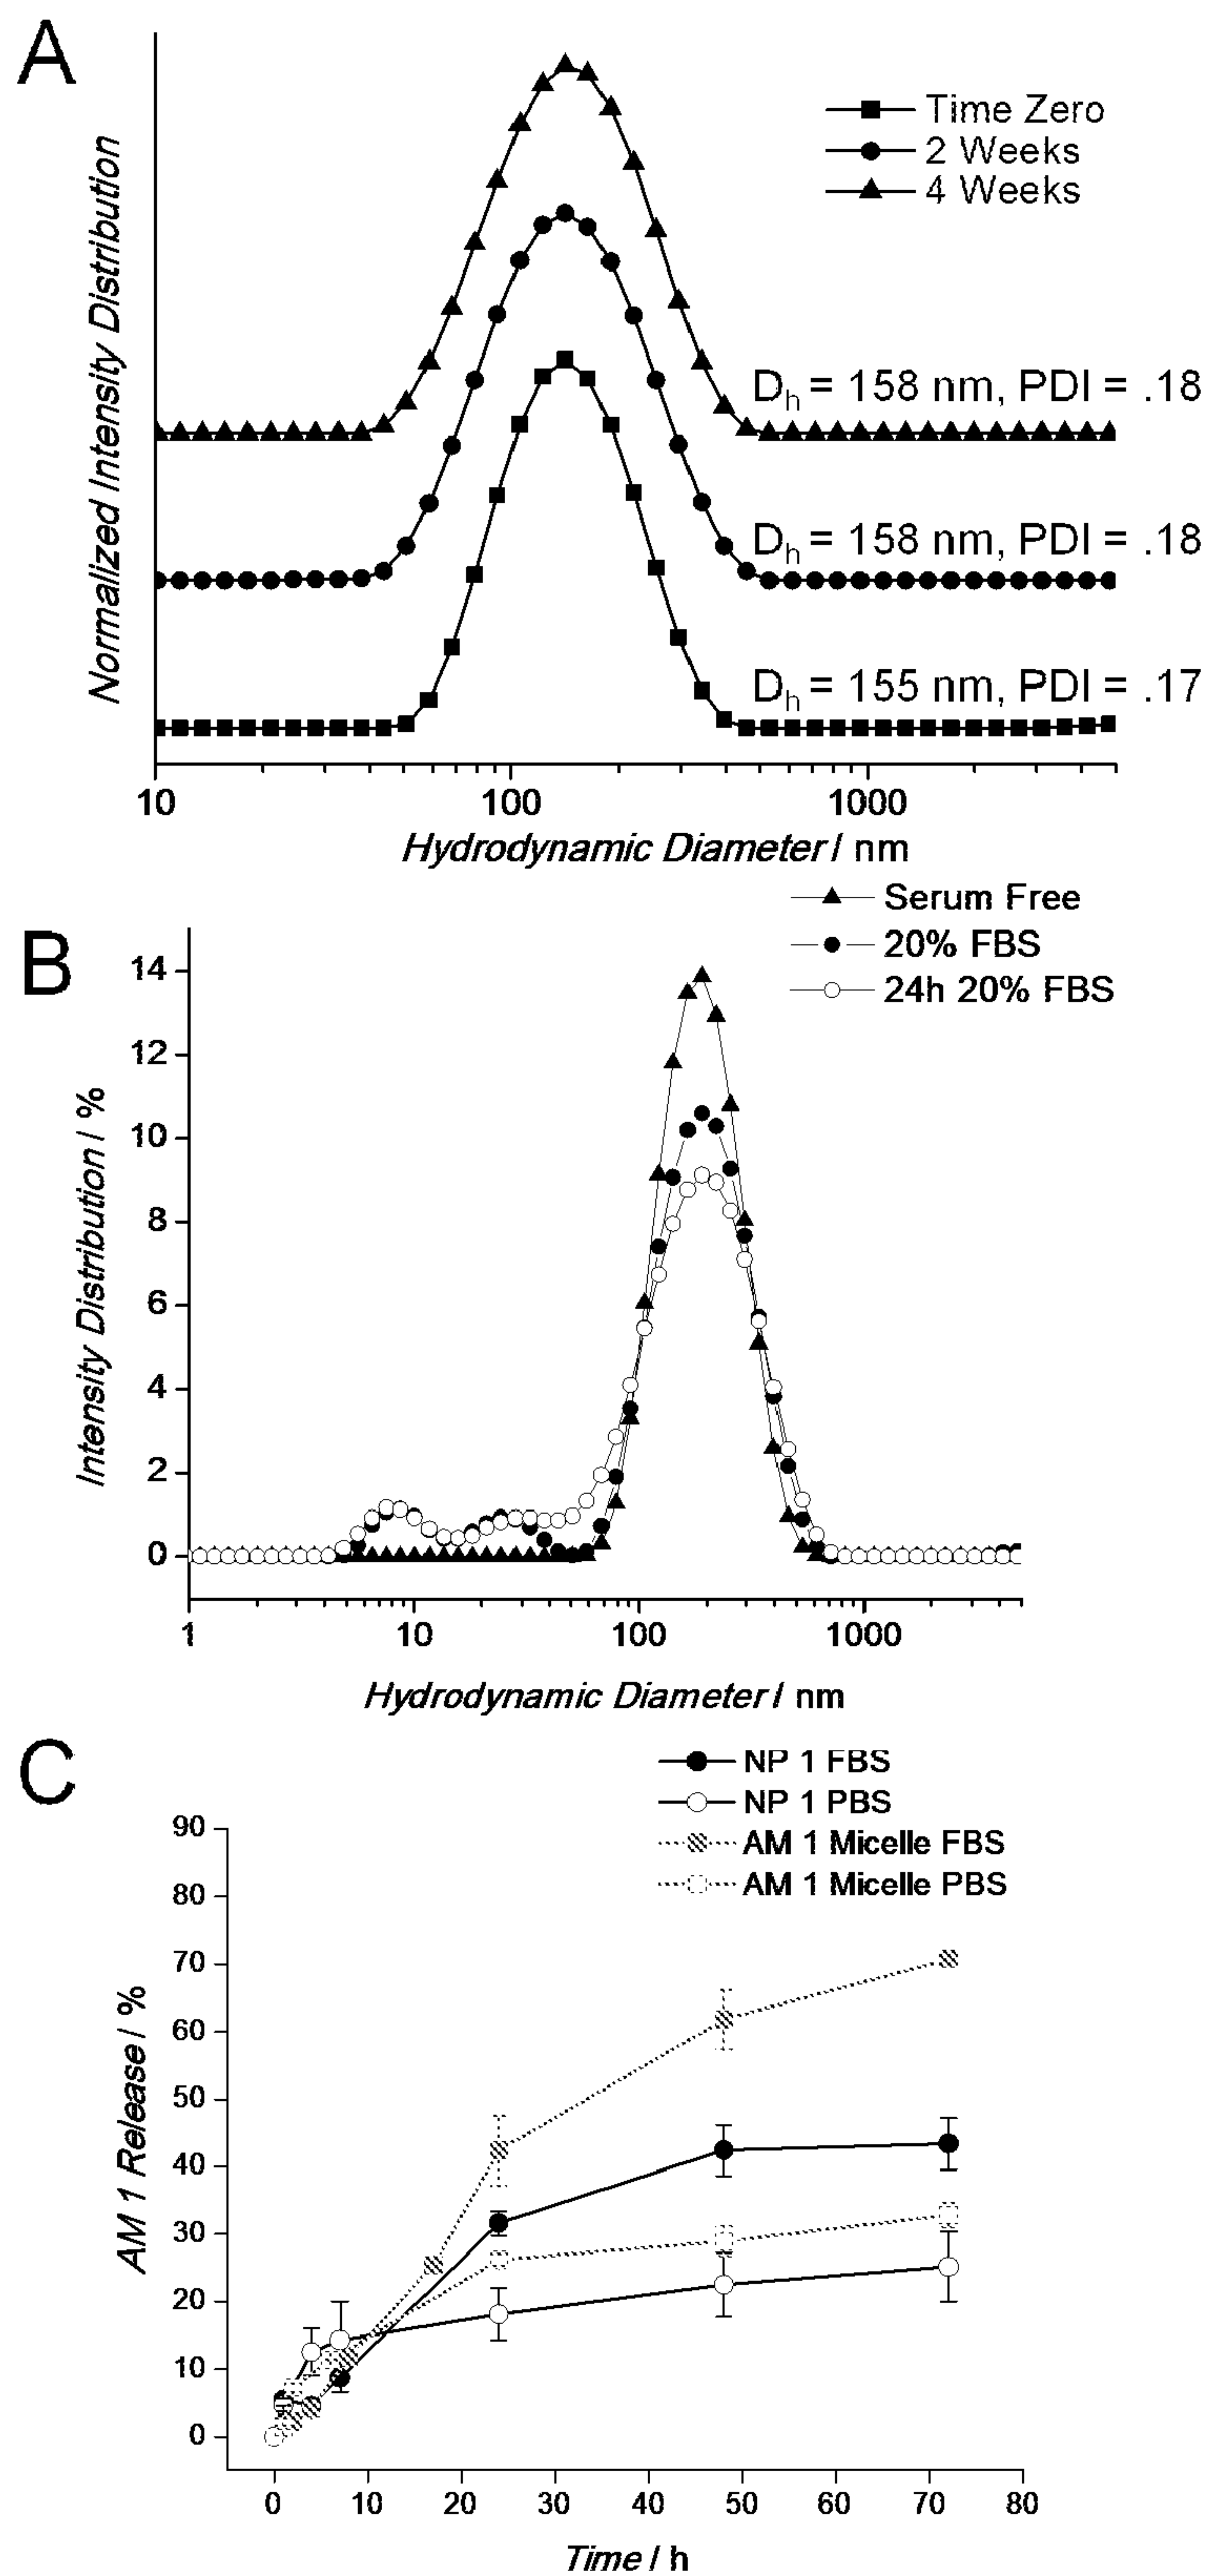 A
Time Zero
2 Weeks
4 Weeks
Normalized Intensity Distribution
Dh = 158 nm, PDI = .18
Dh = 158 nm, PDI = .18
Dh = 155 nm, PDI = .17
10 100 1000
Hydrodynamic Diameter / nm
B
Serum Free
20% FBS
24h 20% FBS
14
12
10
8
6
4
2
0
Intensity Distribution / %
1 10 100 1000
Hydrodynamic Diameter / nm
C
NP 1 FBS
NP 1 PBS
AM 1 Micelle FBS
AM 1 Micelle PBS
90
80
70
60
50
40
30
20
10
0
AM 1 Release / %
0 10 20 30 40 50 60 70 80
Time / h